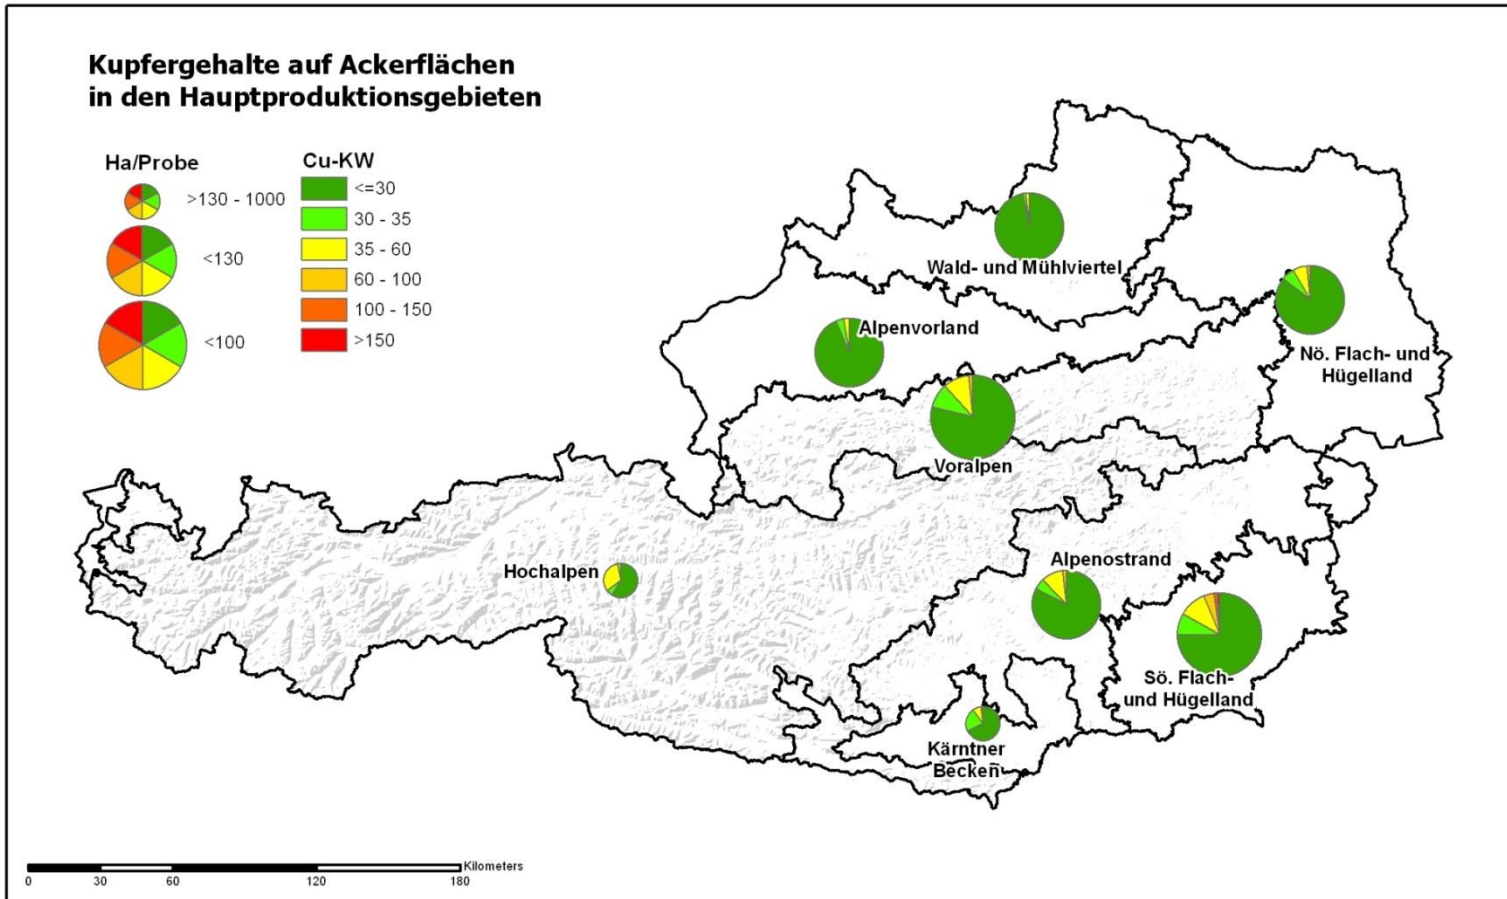 Kupfergehalte auf Ackerflächen
in den Hauptproduktionsgebieten
Ha/Probe
>130 - 1000
<130
<100
Cu-KW
<=30
30 - 35
35 - 60
60 - 100
100 - 150
>150
Wald- und Mühlviertel
Alpenvorland
Nö. Flach- und
Hügelland
Voralpen
Hochalpen
Alpenostrand
Sö. Flach-
und Hügelland
Kärntner
Becken
Kilometers
0 30 60 120 180